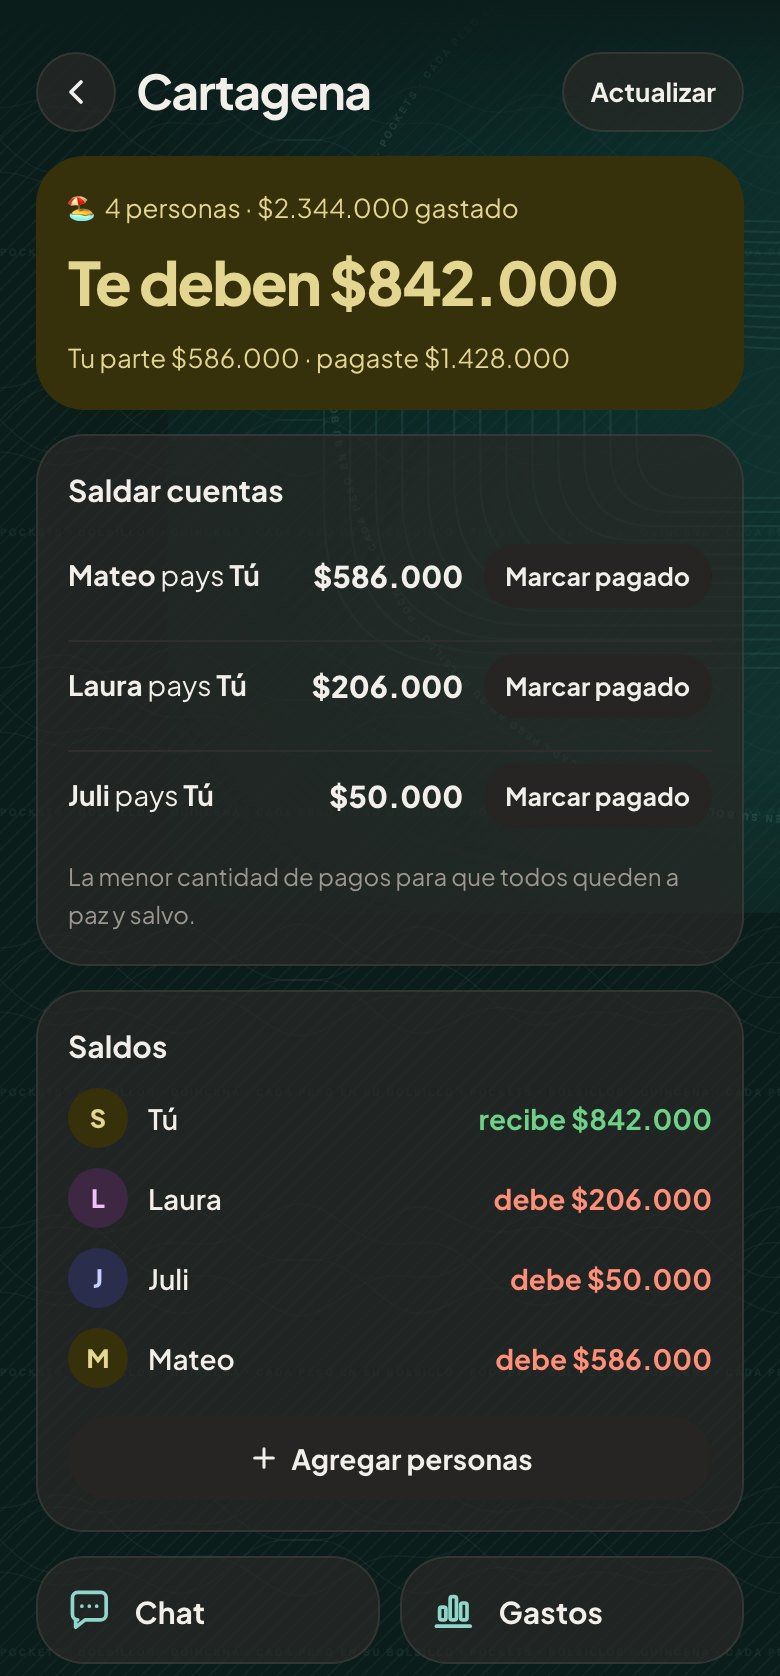 Cartagena
Actualizar
4 personas · $2.344.000 gastado
Te deben $842.000
Tu parte $586.000 · pagaste $1.428.000
Saldar cuentas
Mateo pays Tú $586.000 Marcar pagado
Laura pays Tú $206.000 Marcar pagado
Juli pays Tú $50.000 Marcar pagado
La menor cantidad de pagos para que todos queden a
paz y salvo.
Saldos
S Tú recibe $842.000
L Laura debe $206.000
J Juli debe $50.000
M Mateo debe $586.000
+ Agregar personas
Chat
Gastos